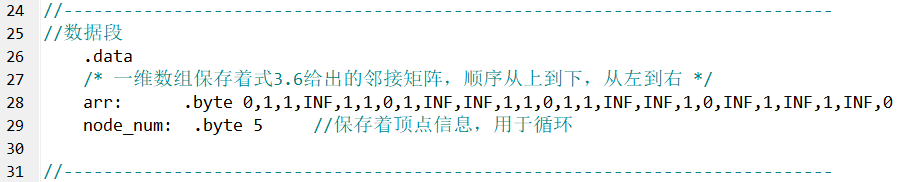 24 //-----------------------------------------------------------------------------
25 //数据段
26 .data
27 /* 一维数组保存着式3.6给出的邻接矩阵，顺序从上到下，从左到右 */
28 arr: .byte 0,1,1,INF,1,1,0,1,INF,INF,1,1,0,1,1,INF,INF,1,0,INF,1,INF,1,INF,0
29 node_num: .byte 5 //保存着顶点信息，用于循环
30
31 //-----------------------------------------------------------------------------